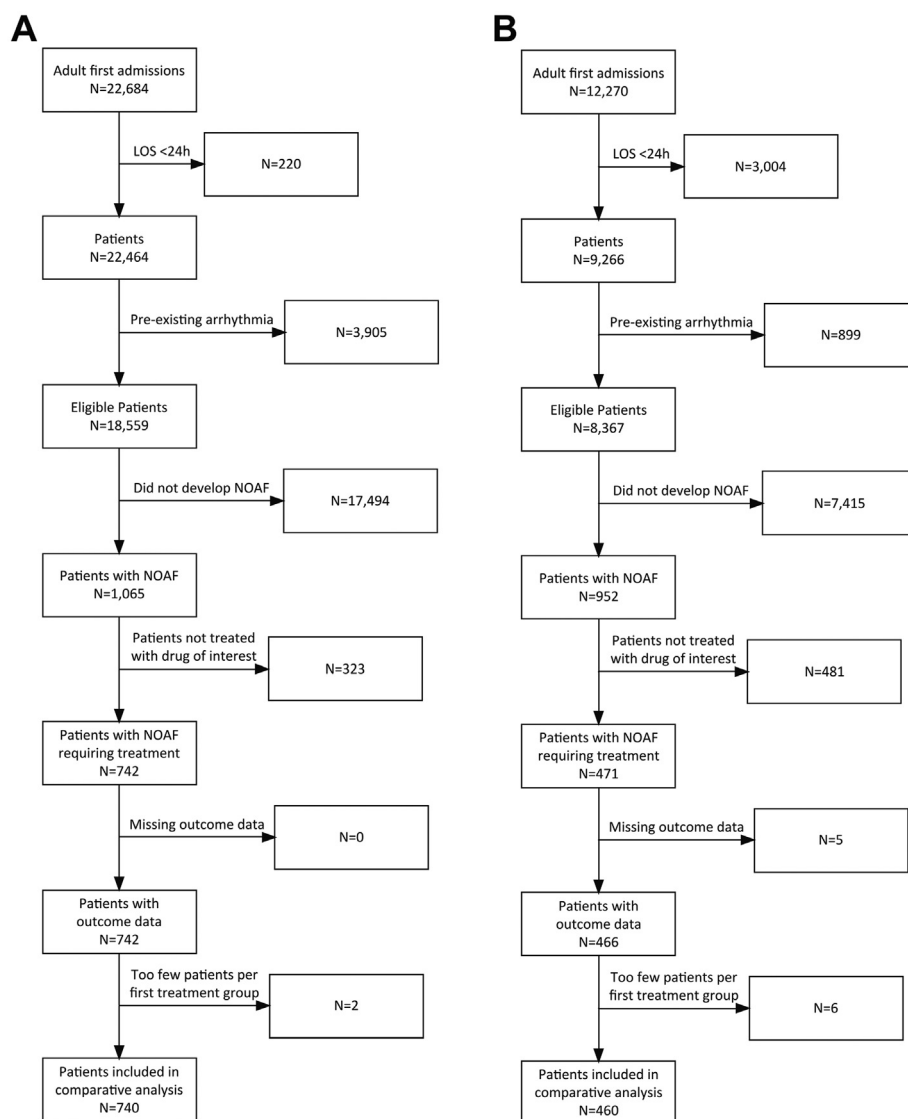 A
Adult first admissions
N=22,684
LOS <24h
N=220
Patients
N=22,464
Pre-existing arrhythmia
N=3,905
Eligible Patients
N=18,559
Did not develop NOAF
N=17,494
Patients with NOAF
N=1,065
Patients not treated
with drug of interest
N=323
Patients with NOAF
requiring treatment
N=742
Missing outcome data
N=0
Patients with
outcome data
N=742
Too few patients per
first treatment group
N=2
Patients included in
comparative analysis
N=740
B
Adult first admissions
N=12,270
LOS <24h
N=3,004
Patients
N=9,266
Pre-existing arrhythmia
N=899
Eligible Patients
N=8,367
Did not develop NOAF
N=7,415
Patients with NOAF
N=952
Patients not treated
with drug of interest
N=481
Patients with NOAF
requiring treatment
N=471
Missing outcome data
N=5
Patients with
outcome data
N=466
Too few patients per
first treatment group
N=6
Patients included in
comparative analysis
N=460